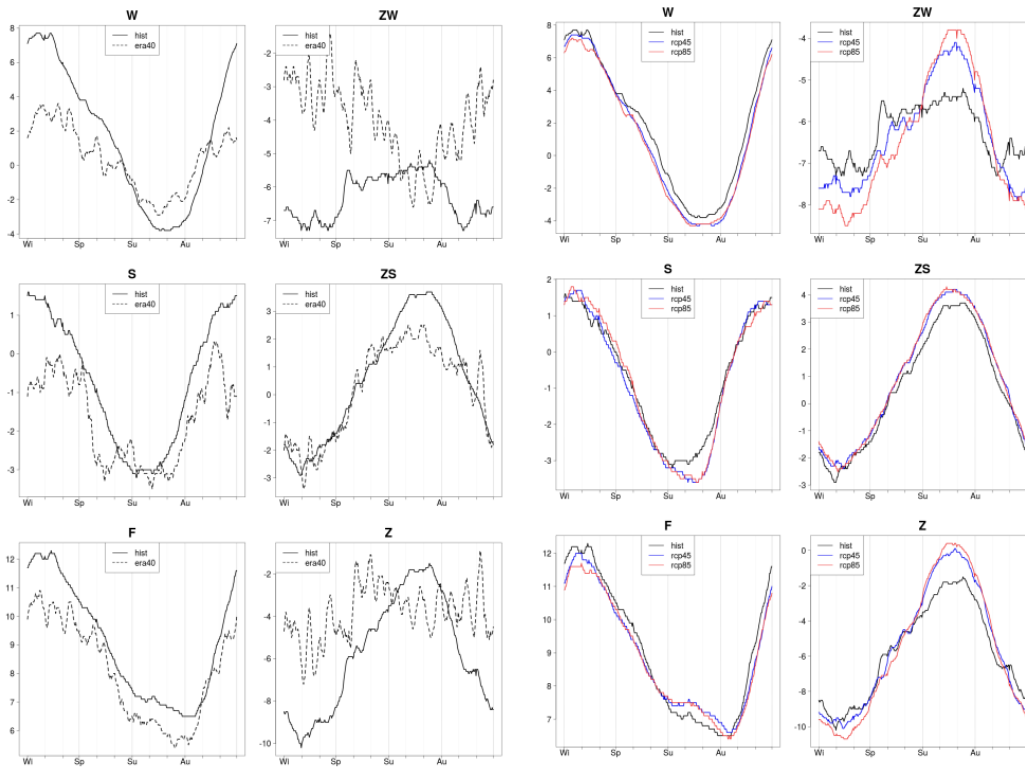 W
ZW
W
ZW
hist
era40
hist
era40
hist
rcp45
rcp85
hist
rcp45
rcp85
8
6
4
2
0
-2
-4
-2
-3
-4
-5
-6
-7
8
6
4
2
0
-2
-4
-4
-5
-6
-7
-8
Wi Sp Su Au
Wi Sp Su Au
Wi Sp Su Au
Wi Sp Su Au
S
ZS
S
ZS
hist
era40
hist
era40
hist
rcp45
rcp85
hist
rcp45
rcp85
1
0
-1
-2
-3
3
2
1
0
-1
-2
-3
2
1
0
-1
-2
-3
4
3
2
1
0
-1
-2
-3
Wi Sp Su Au
Wi Sp Su Au
Wi Sp Su Au
Wi Sp Su Au
F
Z
F
Z
hist
era40
hist
era40
hist
rcp45
rcp85
hist
rcp45
rcp85
12
11
10
9
8
7
6
-2
-4
-6
-8
-10
12
11
10
9
8
7
0
-2
-4
-6
-8
-10
Wi Sp Su Au
Wi Sp Su Au
Wi Sp Su Au
Wi Sp Su Au